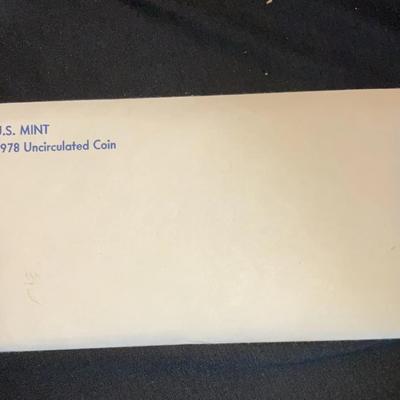 U.S. MINT
978 Uncirculated Coin